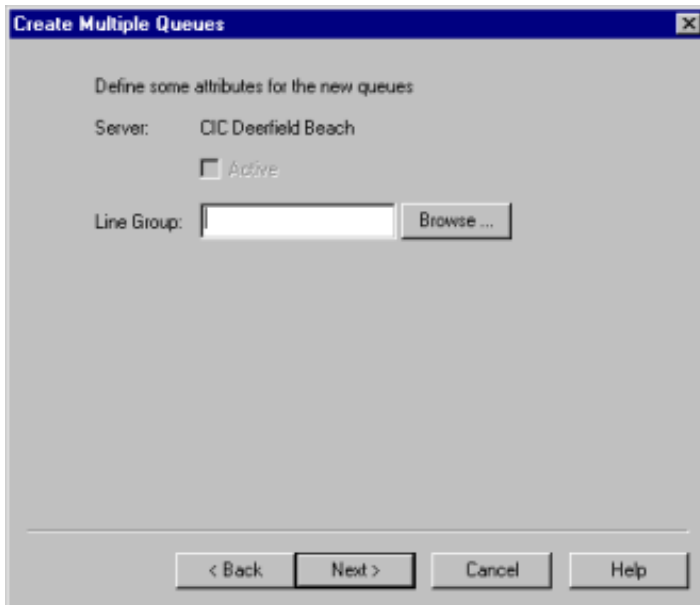 Create Multiple Queues
Define some attributes for the new queues
Server: CIC Deerfield Beach
Active
Line Group: Browse ...
< Back Next > Cancel Help